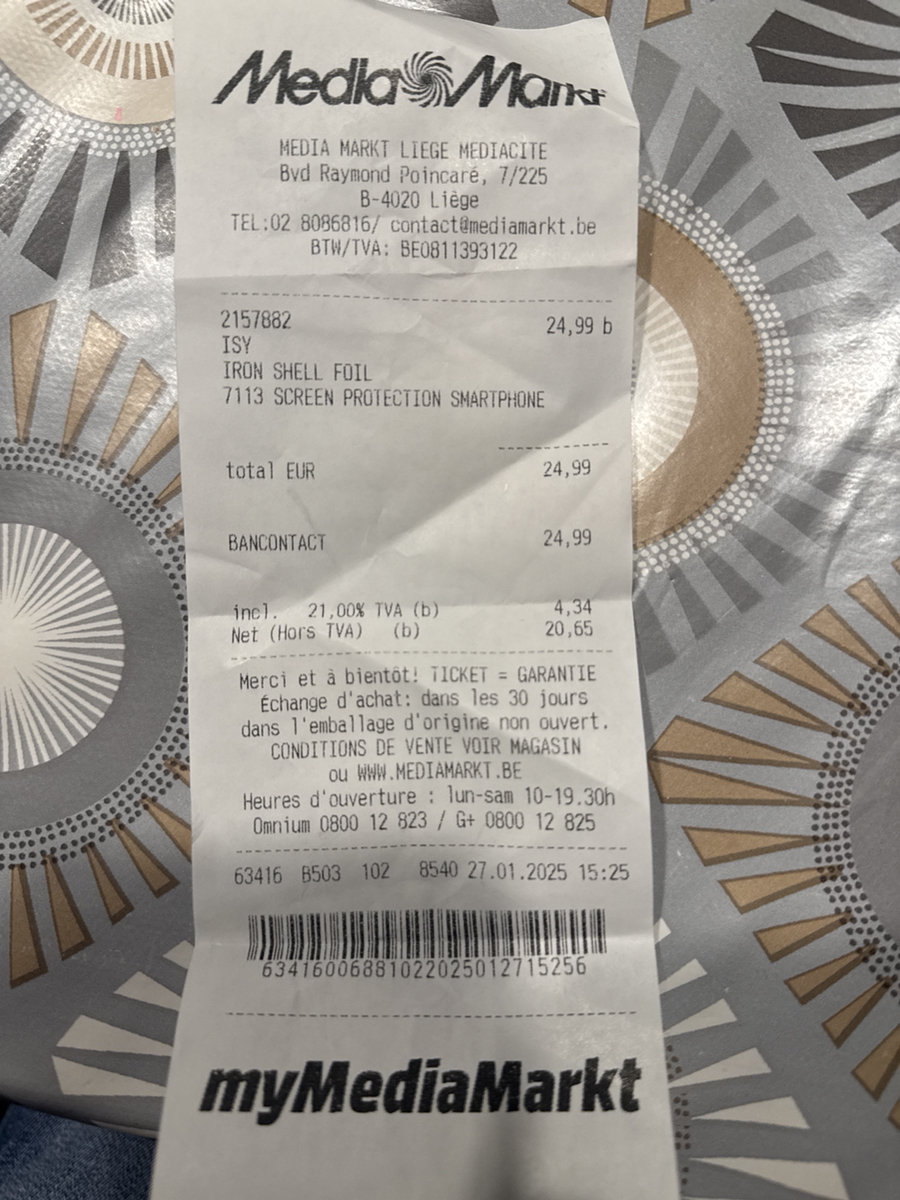 Media Markt
MEDIA MARKT LIEGE MEDIACITE
Bvd Raymond Poincaré, 7/225
B-4020 Liège
TEL:02 8086816/ contact@mediamarkt.be
BTW/TVA: BE0811393122
2157882 24,99 b
ISY
IRON SHELL FOIL
7113 SCREEN PROTECTION SMARTPHONE
total EUR 24,99
BANCONTACT 24,99
incl. 21,00% TVA (b) 4,34
Net (Hors TVA) (b) 20,65
Merci et à bientôt! TICKET = GARANTIE
Échange d'achat: dans les 30 jours
dans l'emballage d'origine non ouvert.
CONDITIONS DE VENTE VOIR MAGASIN
ou WWW.MEDIAMARKT.BE
Heures d'ouverture : lun-sam 10-19.30h
Omnium 0800 12 823 / G+ 0800 12 825
63416 B503 102 8540 27.01.2025 15:25
6341600688102202501271525​6
myMediaMarkt